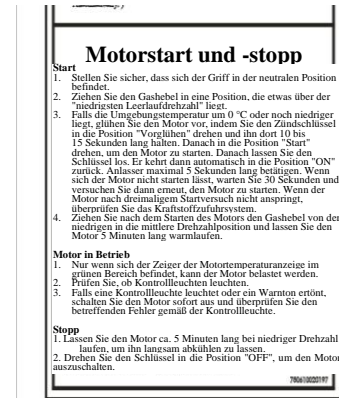 Motorstart und -stopp
Start
1. Stellen Sie sicher, dass sich der Griff in der neutralen Position
befindet.
2. Ziehen Sie den Gashebel in eine Position, die etwas über der
"niedrigsten Leerlaufdrehzahl" liegt.
3. Falls die Umgebungstemperatur um 0 °C oder noch niedriger
liegt, glühen Sie den Motor vor, indem Sie den Zündschlüssel
in die Position "Vorglühen" drehen und ihn dort 10 bis
15 Sekunden lang halten. Danach in die Position "Start"
drehen, um den Motor zu starten. Danach lassen Sie den
Schlüssel los. Er kehrt dann automatisch in die Position "ON"
zurück. Anlasser maximal 5 Sekunden lang betätigen. Wenn
sich der Motor nicht starten lässt, warten Sie 30 Sekunden und
versuchen Sie dann erneut, den Motor zu starten. Wenn der
Motor nach dreimaligem Startversuch nicht anspringt,
überprüfen Sie das Kraftstoffzufuhrsystem.
4. Ziehen Sie nach dem Starten des Motors den Gashebel von der
niedrigen in die mittlere Drehzahlposition und lassen Sie den
Motor 5 Minuten lang warmlaufen.
Motor in Betrieb
1. Nur wenn sich der Zeiger der Motortemperaturanzeige im
grünen Bereich befindet, kann der Motor belastet werden.
2. Prüfen Sie, ob Kontrollleuchten leuchten.
3. Falls eine Kontrollleuchte leuchtet oder ein Warnton ertönt,
schalten Sie den Motor sofort aus und überprüfen Sie den
betreffenden Fehler gemäß der Kontrollleuchte.
Stopp
1. Lassen Sie den Motor ca. 5 Minuten lang bei niedriger Drehzahl
laufen, um ihn langsam abkühlen zu lassen.
2. Drehen Sie den Schlüssel in die Position "OFF", um den Motor
auszuschalten.
760610020197